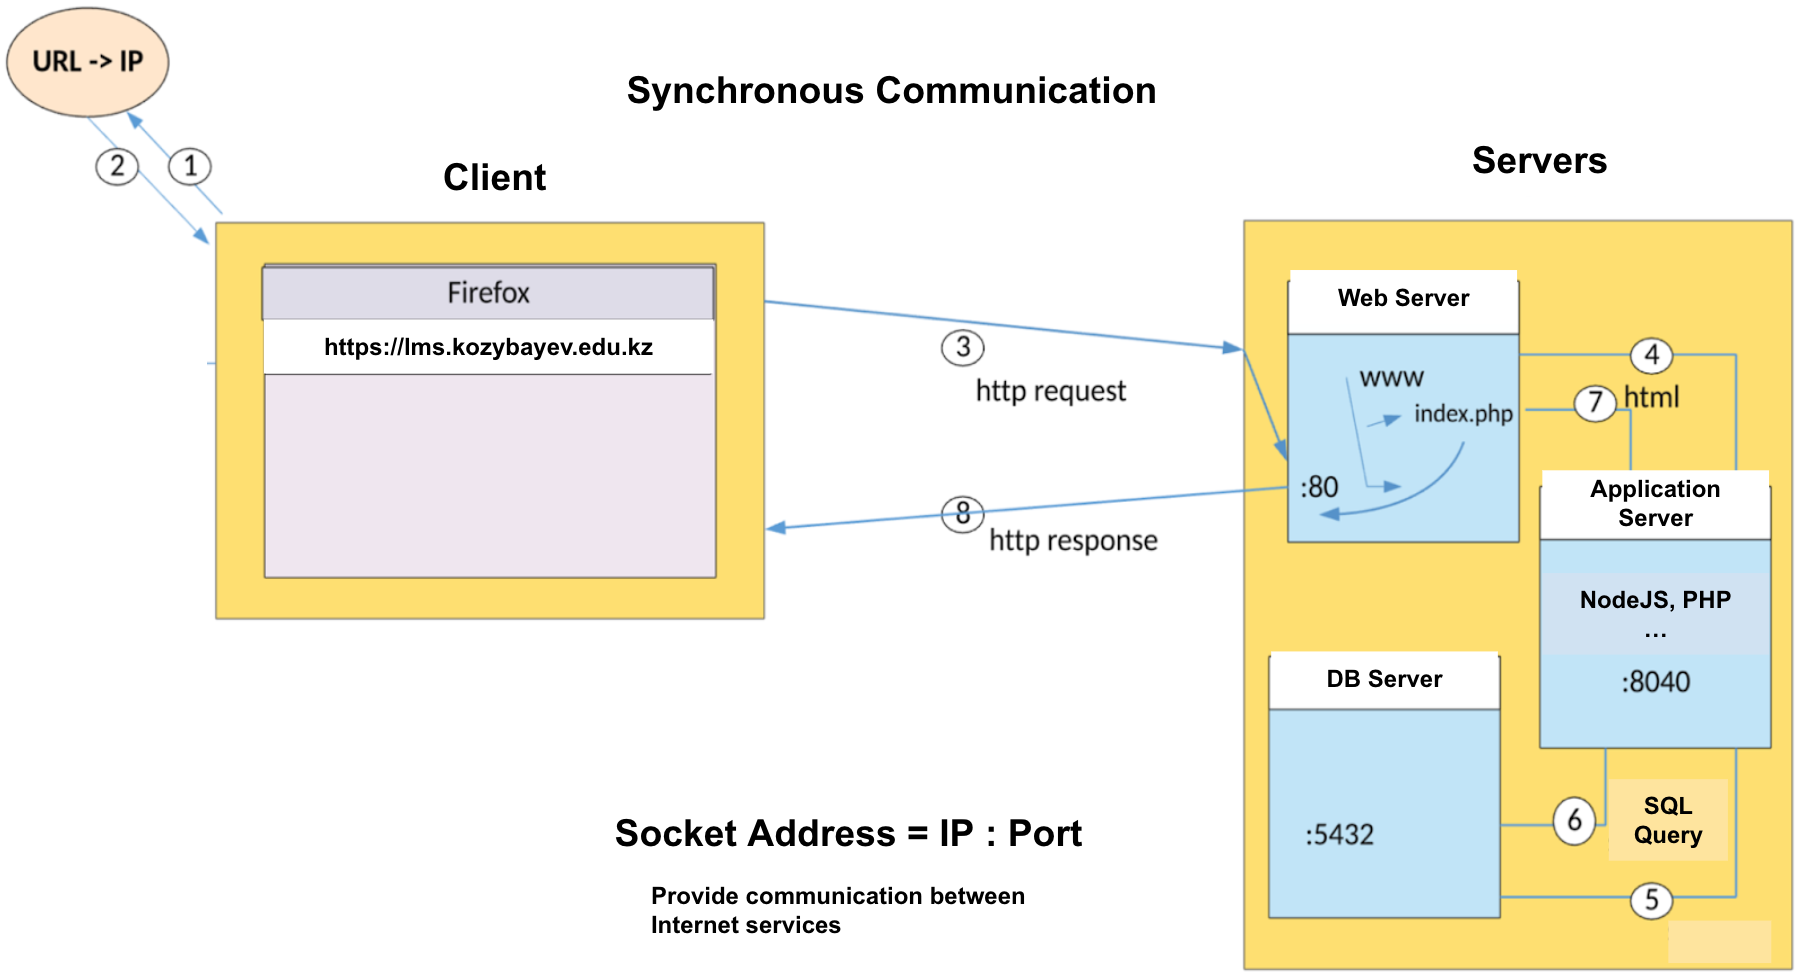 URL -> IP
Synchronous Communication
2
1
Client
Servers
Firefox
https://lms.kozybayev.edu.kz
3
http request
8
http response
Web Server
www
index.php
:80
4
7
html
Application
Server
NodeJS, PHP
...
:8040
DB Server
:5432
6
SQL
Query
5
Socket Address = IP : Port
Provide communication between
Internet services